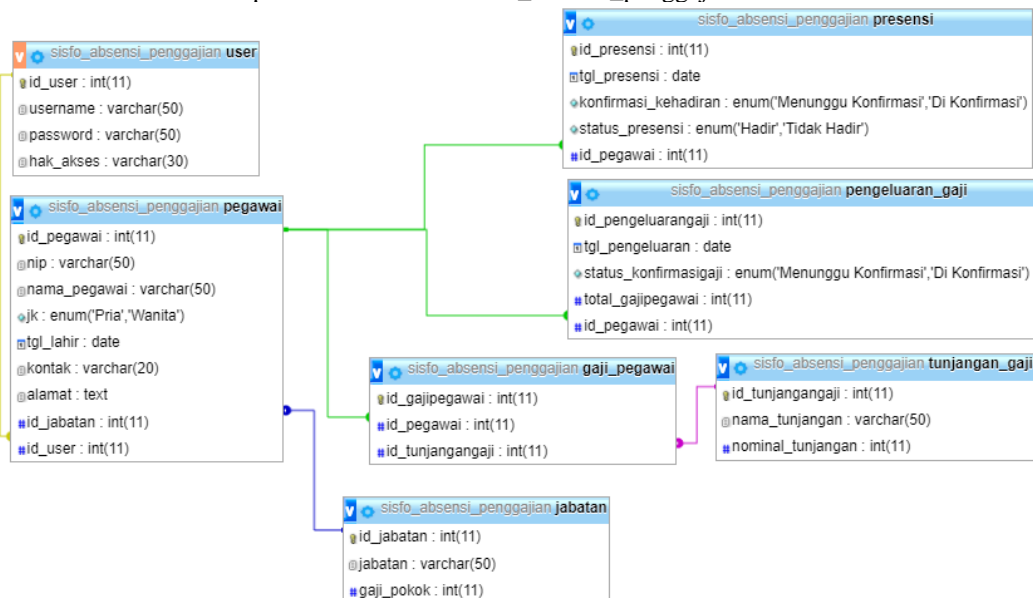 sisfo_absensi_penggajian user
id_user : int(11)
username : varchar(50)
password : varchar(50)
hak_akses : varchar(30)
sisfo_absensi_penggajian pegawai
id_pegawai : int(11)
nip : varchar(50)
nama_pegawai : varchar(50)
jk : enum('Pria','Wanita')
tgl_lahir : date
kontak : varchar(20)
alamat : text
id_jabatan : int(11)
id_user : int(11)
sisfo_absensi_penggajian presensi
id_presensi : int(11)
tgl_presensi : date
konfirmasi_kehadiran : enum('Menunggu Konfirmasi','Di Konfirmasi')
status_presensi : enum('Hadir','Tidak Hadir')
id_pegawai : int(11)
sisfo_absensi_penggajian pengeluaran_gaji
id_pengeluarangaji : int(11)
tgl_pengeluaran : date
status_konfirmasigaji : enum('Menunggu Konfirmasi','Di Konfirmasi')
total_gajipegawai : int(11)
id_pegawai : int(11)
sisfo_absensi_penggajian gaji_pegawai
id_gajipegawai : int(11)
id_pegawai : int(11)
id_tunjangangaji : int(11)
sisfo_absensi_penggajian tunjangan_gaji
id_tunjangangaji : int(11)
nama_tunjangan : varchar(50)
nominal_tunjangan : int(11)
sisfo_absensi_penggajian jabatan
id_jabatan : int(11)
jabatan : varchar(50)
gaji_pokok : int(11)